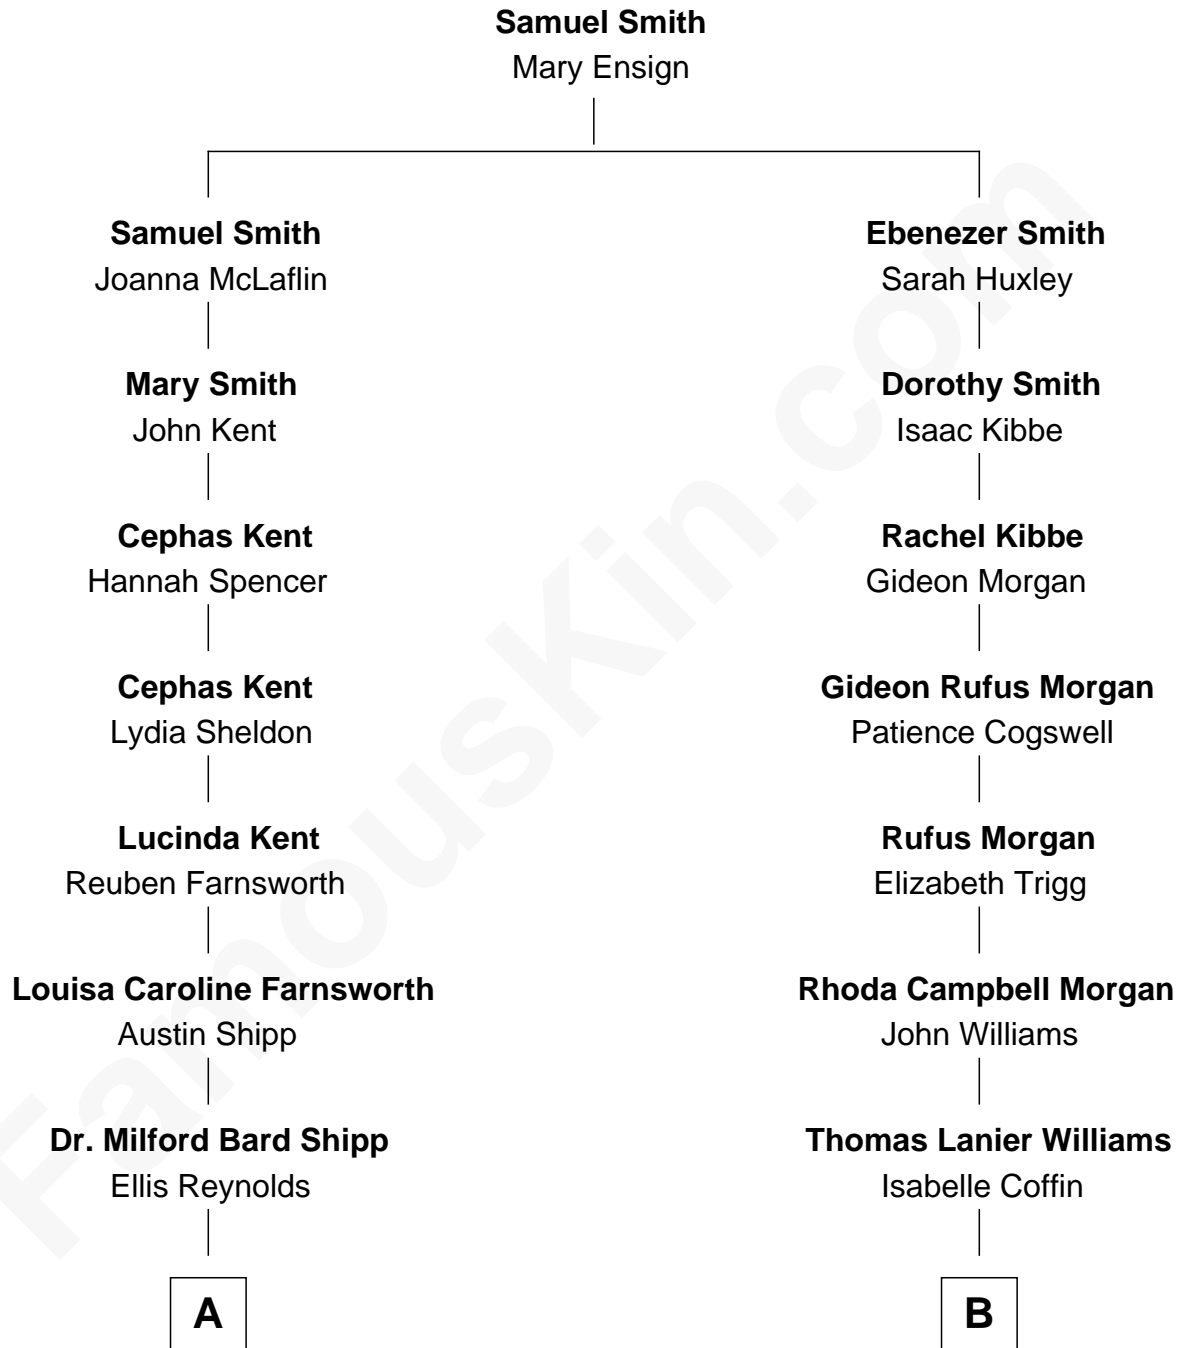 Samuel Smith
Mary Ensign
Samuel Smith
Joanna McLaflin
Ebenezer Smith
Sarah Huxley
Mary Smith
John Kent
Dorothy Smith
Isaac Kibbe
Cephas Kent
Hannah Spencer
Rachel Kibbe
Gideon Morgan
Cephas Kent
Lydia Sheldon
Gideon Rufus Morgan
Patience Cogswell
Lucinda Kent
Reuben Farnsworth
Rufus Morgan
Elizabeth Trigg
Louisa Caroline Farnsworth
Austin Shipp
Rhoda Campbell Morgan
John Williams
Dr. Milford Bard Shipp
Ellis Reynolds
Thomas Lanier Williams
Isabelle Coffin
A
B
FamousKin.com